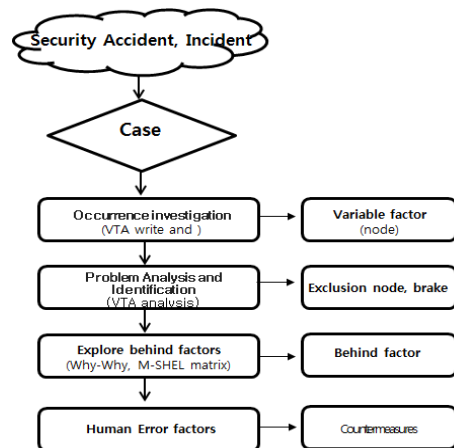 Security Accident, Incident
Case
Occurrence investigation
(VTA write and )
Variable factor
(node)
Problem Analysis and
Identification
(VTA analysis)
Exclusion node, brake
Explore behind factors
(Why-Why, M-SHEL matrix)
Behind factor
Human Error factors
Countermeasures